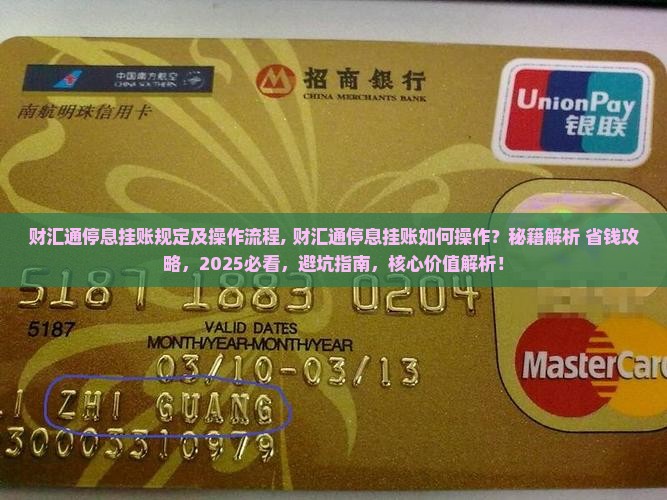 中国南方航空
CHINA SOUTHERN
南航明珠信用卡
招商银行
CHINA MERCHANTS BANK
UnionPay
银联
财汇通停息挂账规定及操作流程, 财汇通停息挂账如何操作？秘籍解析 省钱攻
略，2025必看，避坑指南，核心价值解析！
5187 1883 0204
5187
VALID DATES
MONTH/YEAR-MONTH/YEAR
03/10-03/13
LI ZHI GUANG
30003310979
MasterCard